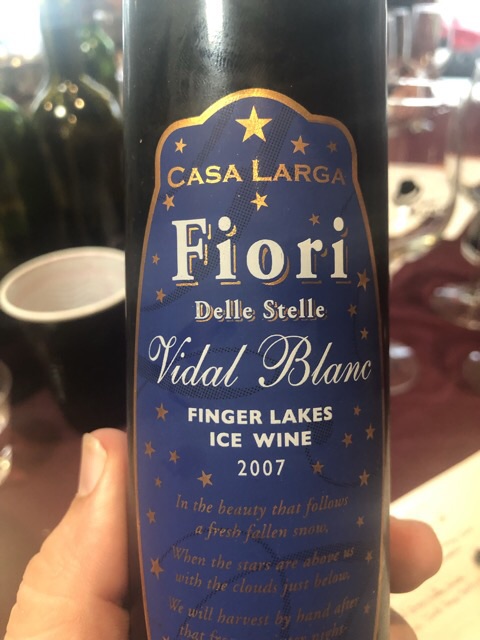 CASA LARGA
Fiori
Delle Stelle
Vidal Blanc
FINGER LAKES
ICE WINE
2007
In the beauty that follows
a fresh fallen snow,
When the stars are above us
with the clouds just below,
We will harvest by hand after
that